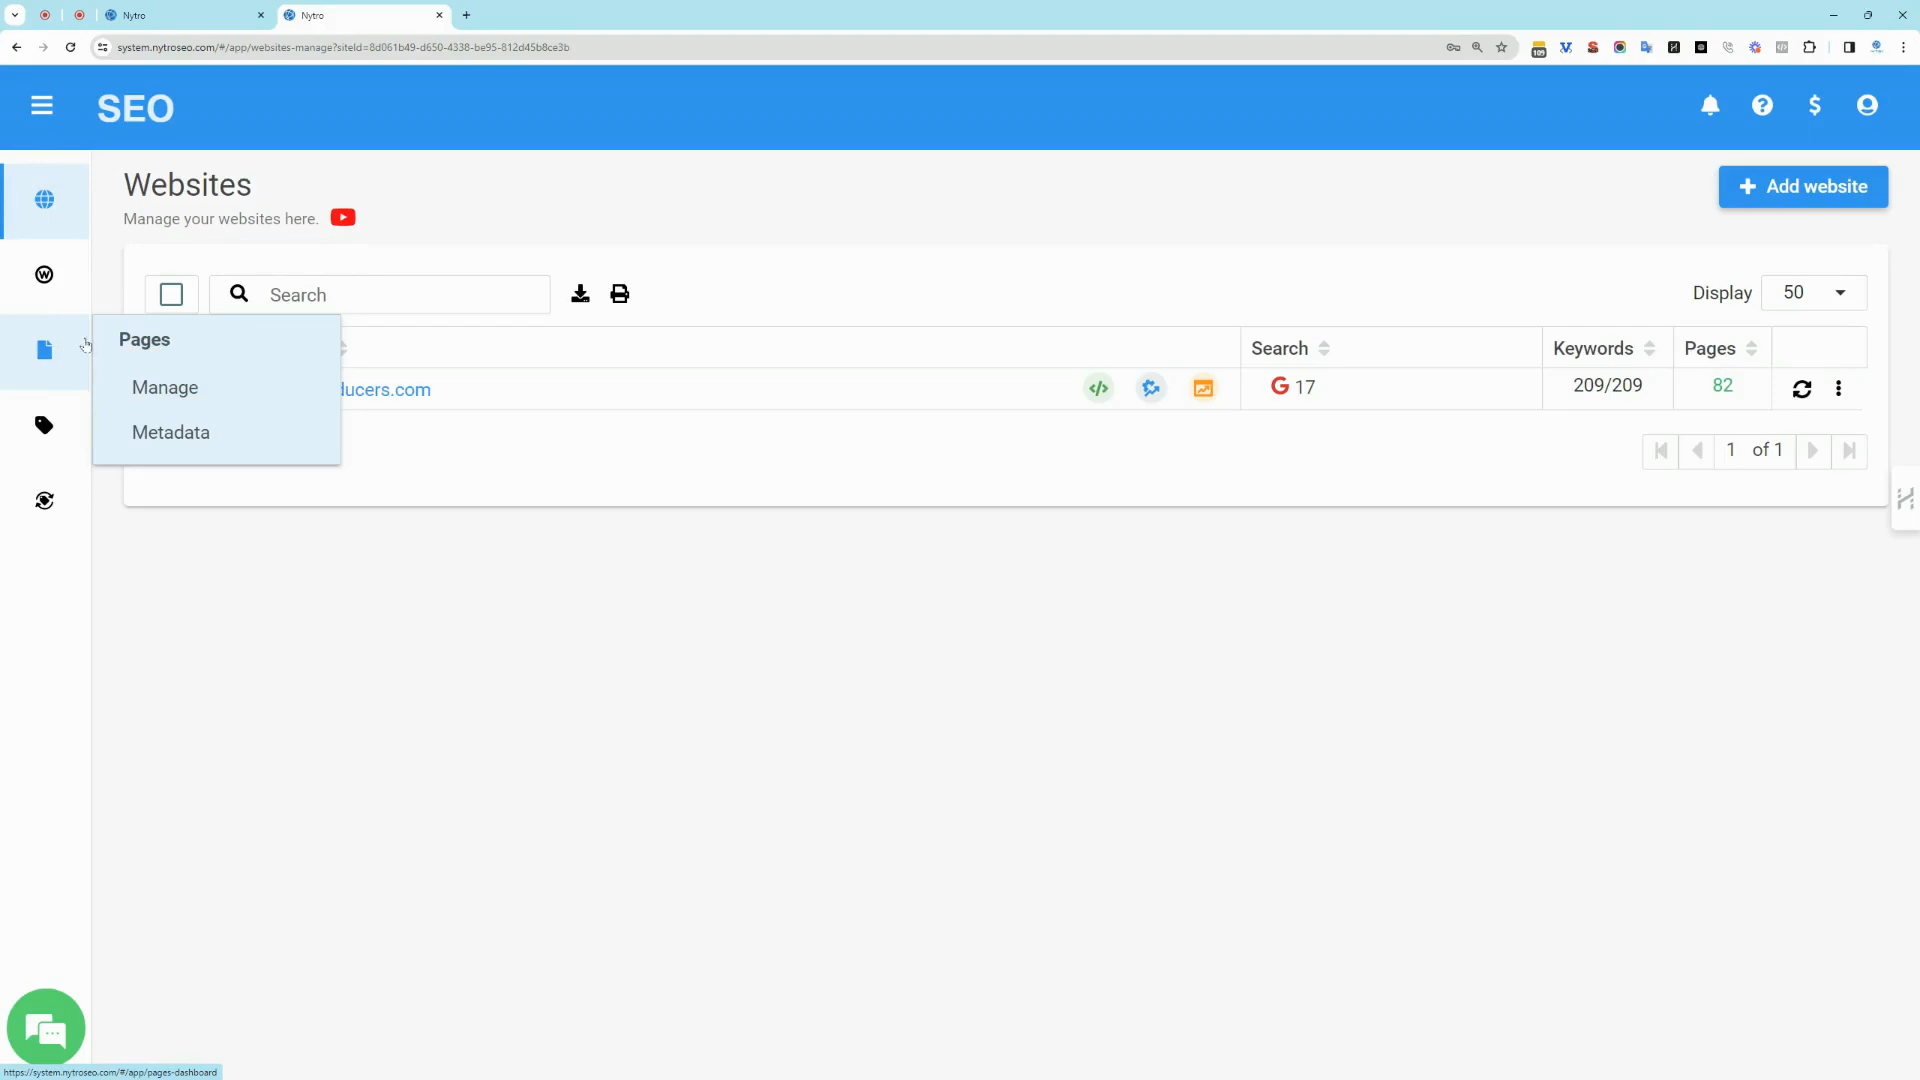 Nytro
Nytro
system.nytroseo.com/#/app/websites-manage?siteId=8d061b49-d650-4338-be95-812d45b8ce3b
109
SEO
Websites
Manage your websites here.
Add website
Search
Display 50
Pages
Manage
Metadata
Search Keywords Pages
ducers.com
G 17 209/209 82
1 of 1
https://system.nytroseo.com/#/app/pages-dashboard